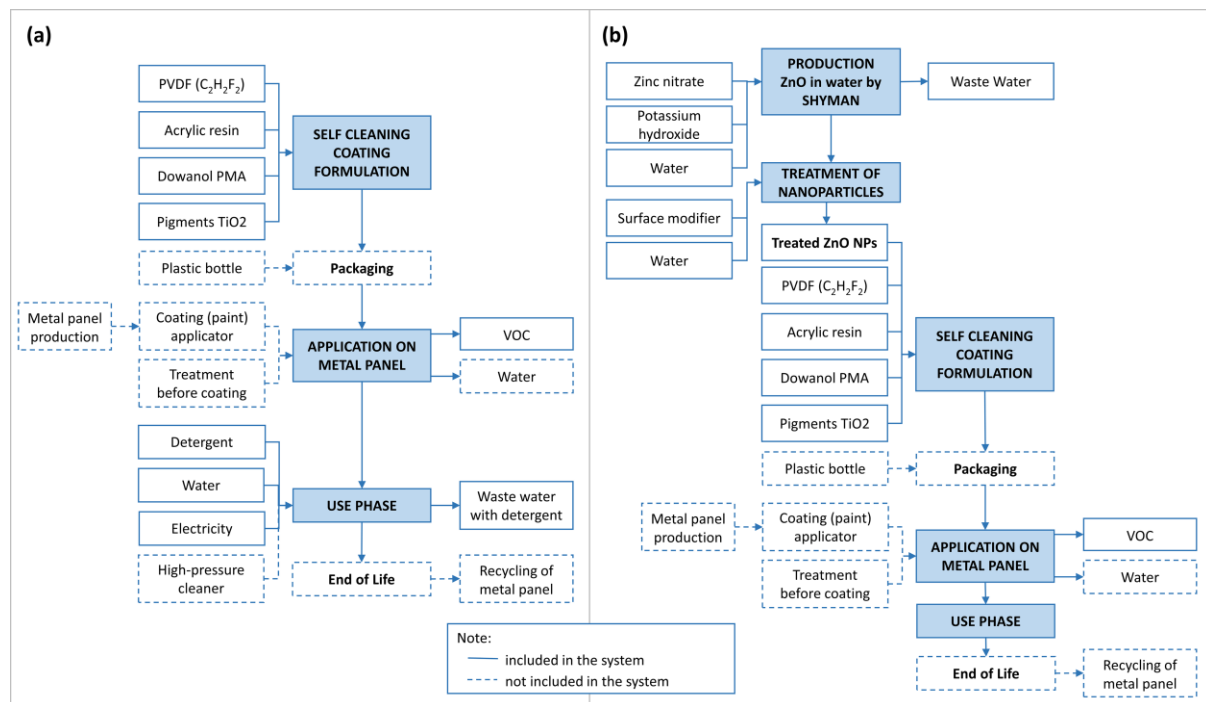 (a)
PVDF (C₂H₂F₂)
Acrylic resin
Dowanol PMA
Pigments TiO2
SELF CLEANING
COATING
FORMULATION
Plastic bottle
Packaging
Metal panel
production
Coating (paint)
applicator
Treatment
before coating
APPLICATION ON
METAL PANEL
VOC
Water
Detergent
Water
Electricity
High-pressure
cleaner
USE PHASE
Waste water
with detergent
End of Life
Recycling of
metal panel
(b)
Zinc nitrate
Potassium
hydroxide
Water
PRODUCTION
ZnO in water by
SHYMAN
Waste Water
Surface modifier
Water
TREATMENT OF
NANOPARTICLES
Treated ZnO NPs
PVDF (C₂H₂F₂)
Acrylic resin
Dowanol PMA
Pigments TiO2
SELF CLEANING
COATING
FORMULATION
Plastic bottle
Packaging
Metal panel
production
Coating (paint)
applicator
Treatment
before coating
APPLICATION ON
METAL PANEL
VOC
Water
USE PHASE
End of Life
Recycling of
metal panel
Note:
included in the system
not included in the system